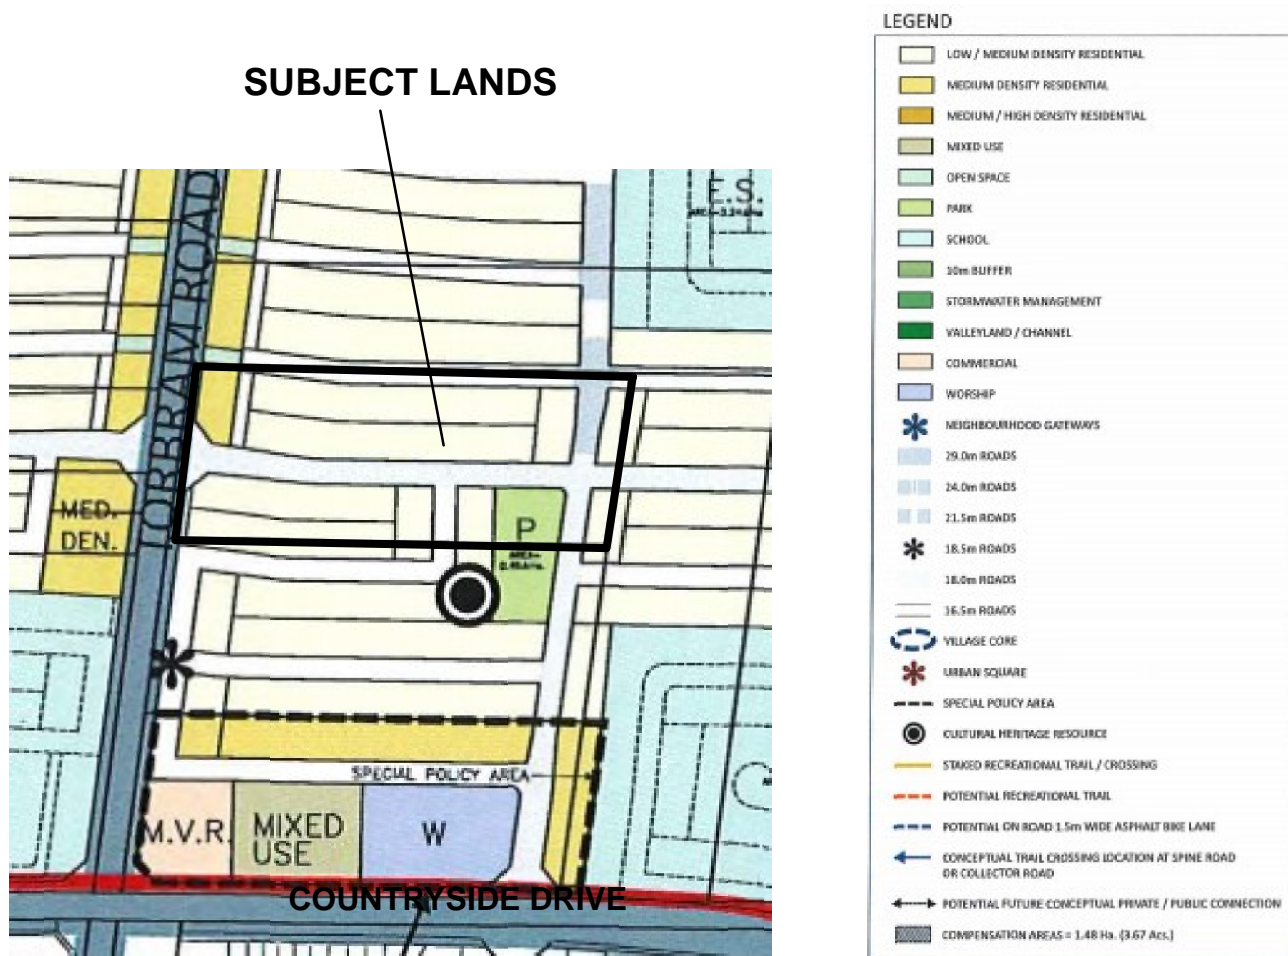 SUBJECT LANDS
E.S.
TORBRAM ROAD
MED.
DEN.
P
AREA=
SPECIAL POLICY AREA
M.V.R.
MIXED
USE
W
COUNTRYSIDE DRIVE
LEGEND
LOW / MEDIUM DENSITY RESIDENTIAL
MEDIUM DENSITY RESIDENTIAL
MEDIUM / HIGH DENSITY RESIDENTIAL
MIXED USE
OPEN SPACE
PARK
SCHOOL
10m BUFFER
STORMWATER MANAGEMENT
VALLEYLAND / CHANNEL
COMMERCIAL
WORSHIP
NEIGHBOURHOOD GATEWAYS
29.0m ROADS
24.0m ROADS
21.5m ROADS
18.5m ROADS
18.0m ROADS
16.5m ROADS
VILLAGE CORE
URBAN SQUARE
SPECIAL POLICY AREA
CULTURAL HERITAGE RESOURCE
STAKED RECREATIONAL TRAIL / CROSSING
POTENTIAL RECREATIONAL TRAIL
POTENTIAL ON ROAD 1.5m WIDE ASPHALT BIKE LANE
CONCEPTUAL TRAIL CROSSING LOCATION AT SPINE ROAD
OR COLLECTOR ROAD
POTENTIAL FUTURE CONCEPTUAL PRIVATE / PUBLIC CONNECTION
COMPENSATION AREAS = 1.48 Ha. (3.67 Acs.)